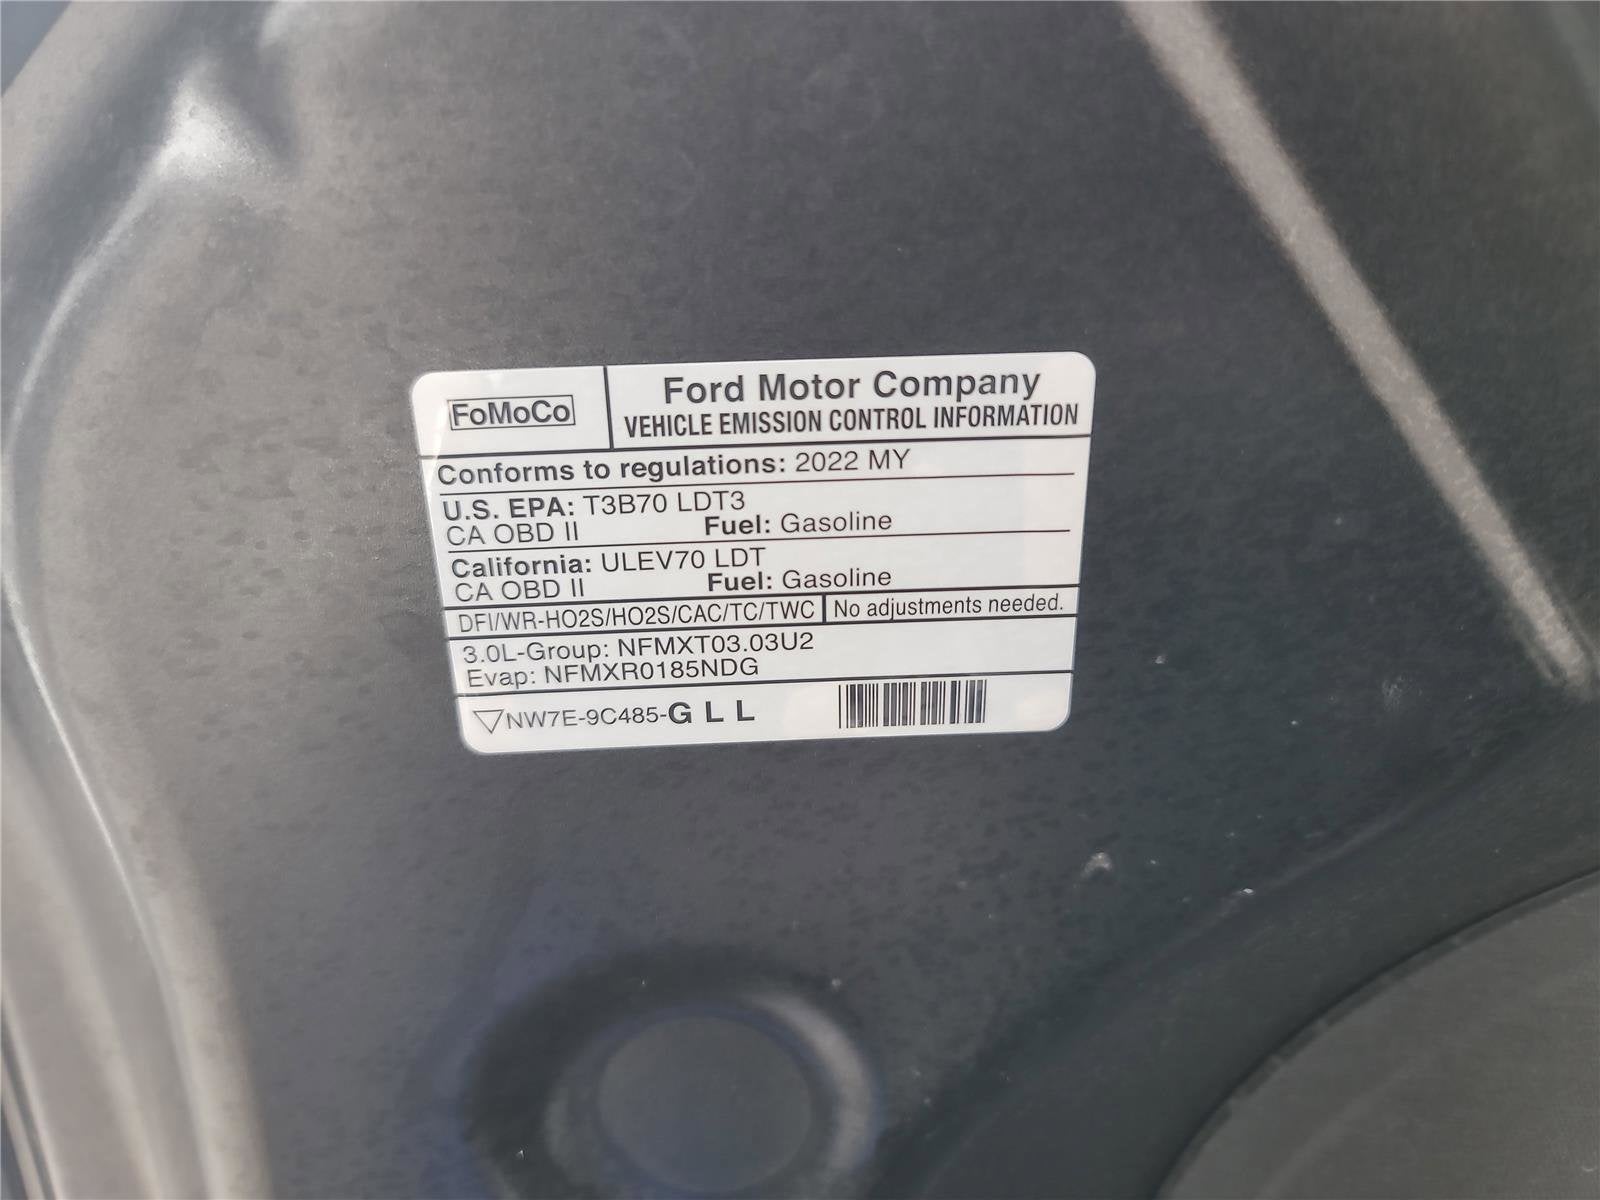 FoMoCo
Ford Motor Company
VEHICLE EMISSION CONTROL INFORMATION
Conforms to regulations: 2022 MY
U.S. EPA: T3B70 LDT3
CA OBD II Fuel: Gasoline
California: ULEV70 LDT
CA OBD II Fuel: Gasoline
DFI/WR-HO2S/HO2S/CAC/TC/TWC No adjustments needed.
3.0L-Group: NFMXT03.03U2
Evap: NFMXR0185NDG
NW7E-9C485-GLL